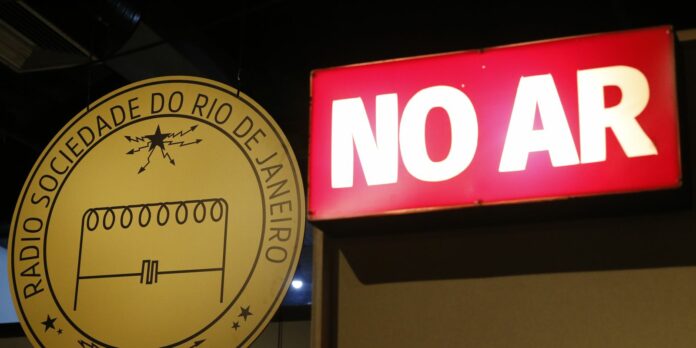 RADIO SOCIEDADE DO RIO DE JANEIRO
NO AR